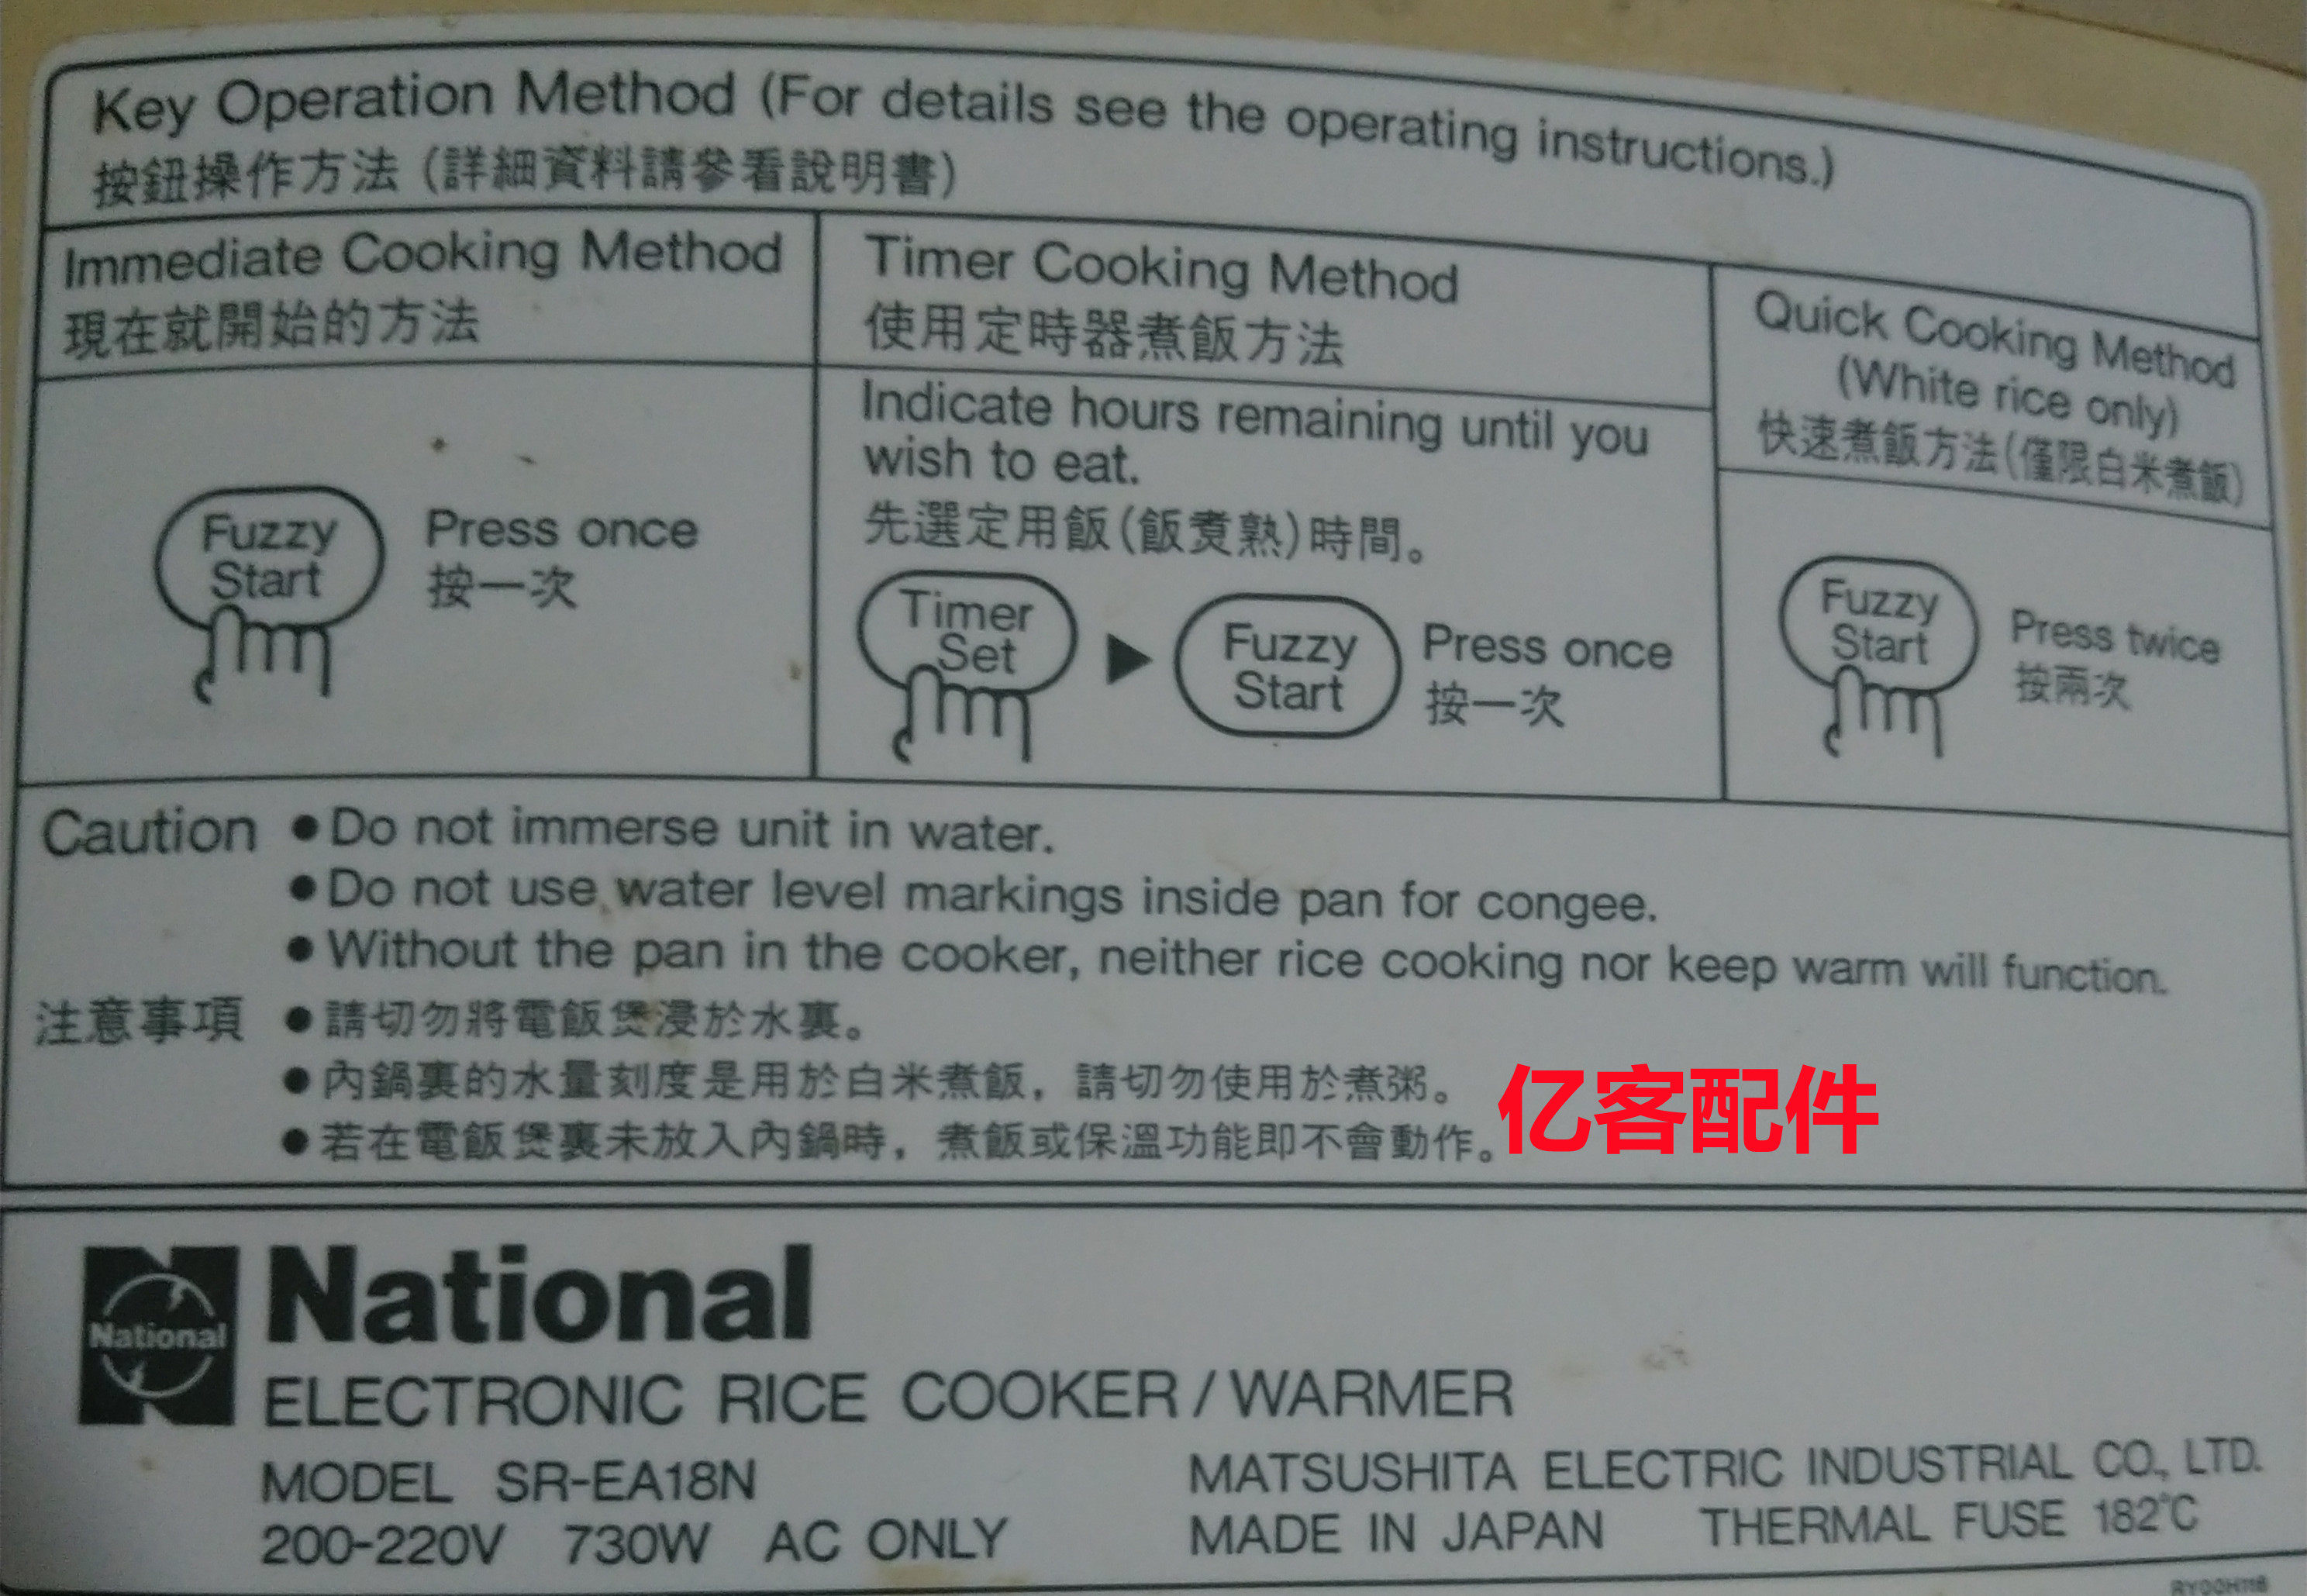 Key Operation Method (For details see the operating instructions.)
按鈕操作方法 (詳細資料請參看說明書)
Immediate Cooking Method
現在就開始的方法
Fuzzy
Start
Press once
按一次
Timer Cooking Method
使用定時器煮飯方法
Indicate hours remaining until you
wish to eat.
先選定用飯(飯煑熟)時間。
Timer
Set
Fuzzy
Start
Press once
按一次
Quick Cooking Method
(White rice only)
快速煮飯方法(僅限白米煮飯)
Fuzzy
Start
Press twice
按兩次
Caution ●Do not immerse unit in water.
●Do not use water level markings inside pan for congee.
●Without the pan in the cooker, neither rice cooking nor keep warm will function.
注意事項 ●請切勿將電飯煲浸於水裏。
●內鍋裏的水量刻度是用於白米煮飯，請切勿使用於煮粥。
●若在電飯煲裏未放入內鍋時，煮飯或保溫功能即不會動作。
亿客配件
National
National
ELECTRONIC RICE COOKER/WARMER
MODEL SR-EA18N
200-220V 730W AC ONLY
MATSUSHITA ELECTRIC INDUSTRIAL CO., LTD.
MADE IN JAPAN THERMAL FUSE 182℃